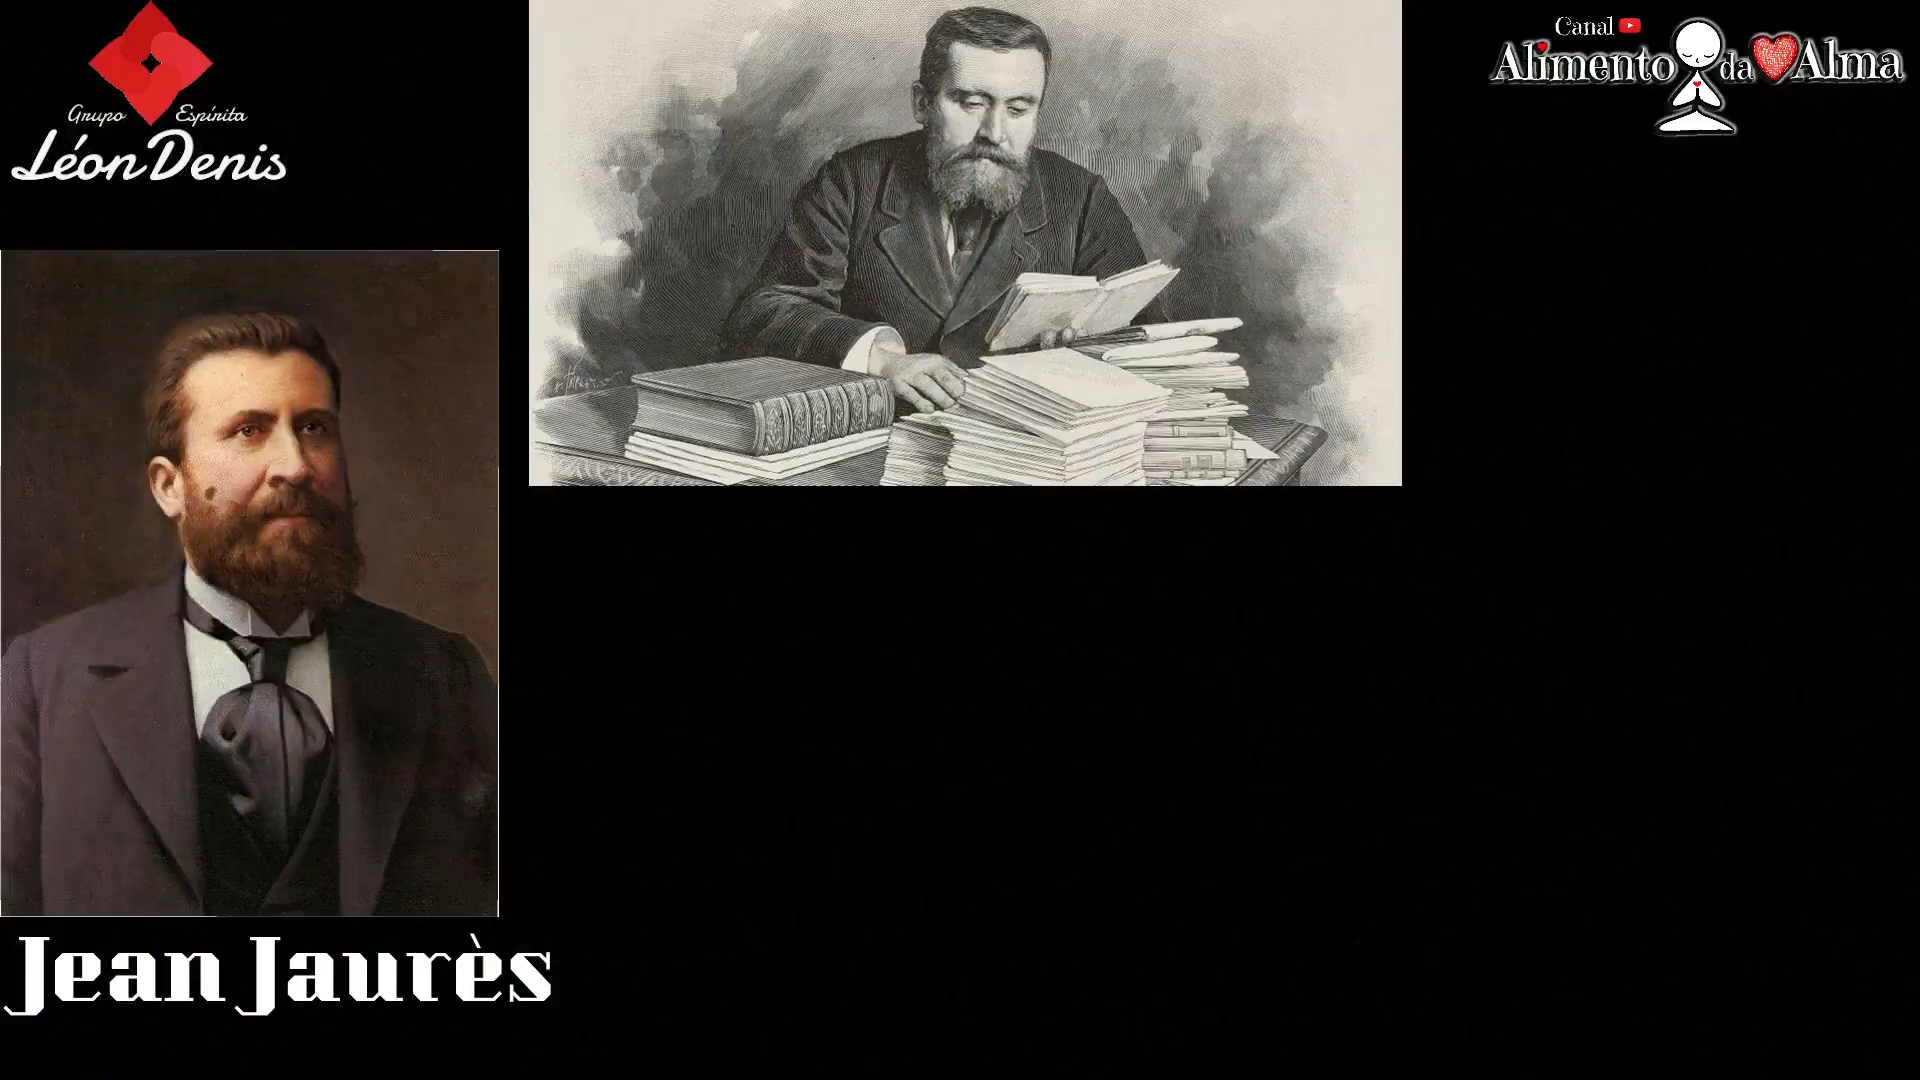 Grupo Espírita
Léon Denis
Canal
Alimento da Alma
Jean Jaurès